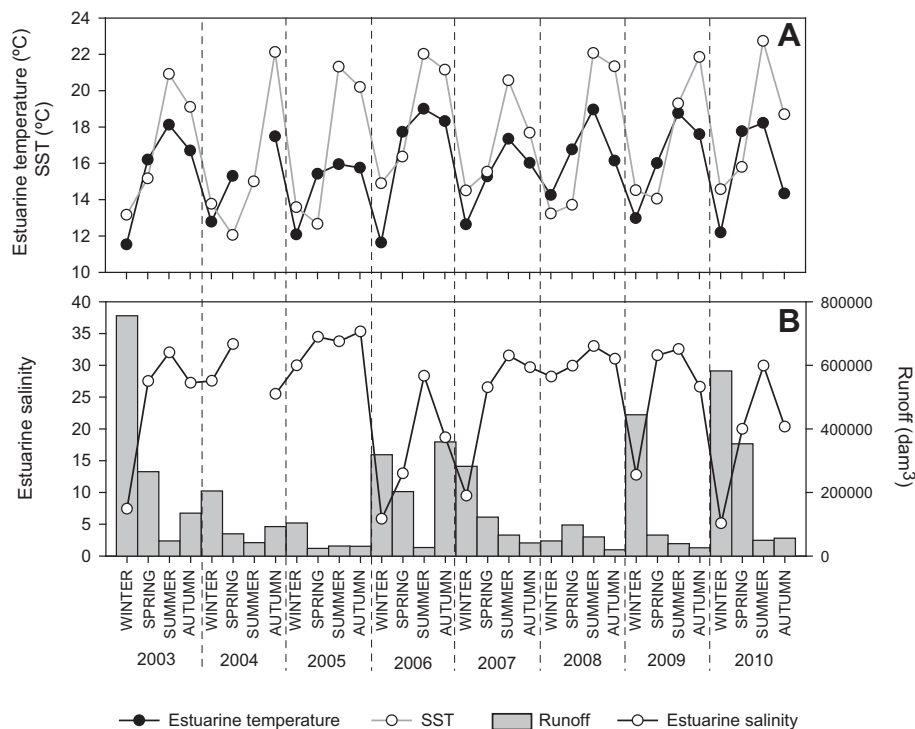 A
Estuarine temperature (ºC)
SST (ºC)
24
22
20
18
16
14
12
10
B
Estuarine salinity
40
35
30
25
20
15
10
5
0
Runoff (dam³)
800000
600000
400000
200000
0
WINTER SPRING SUMMER AUTUMN WINTER SPRING SUMMER AUTUMN WINTER SPRING SUMMER AUTUMN WINTER SPRING SUMMER AUTUMN WINTER SPRING SUMMER AUTUMN WINTER SPRING SUMMER AUTUMN WINTER SPRING SUMMER AUTUMN WINTER SPRING SUMMER AUTUMN
2003 2004 2005 2006 2007 2008 2009 2010
Estuarine temperature SST Runoff Estuarine salinity